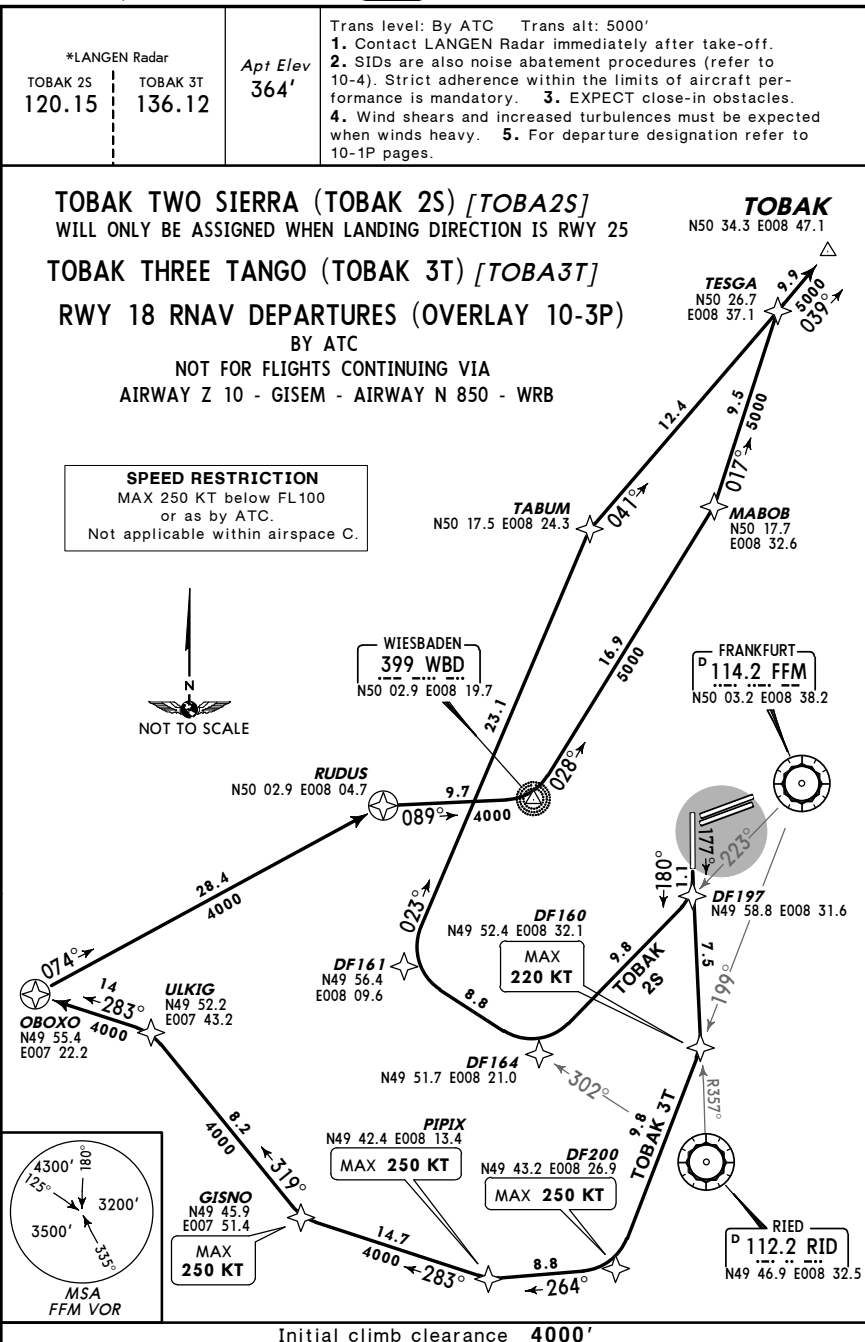 *LANGEN Radar
TOBAK 2S
120.15
TOBAK 3T
136.12
Apt Elev
364'
Trans level: By ATC Trans alt: 5000'
1. Contact LANGEN Radar immediately after take-off.
2. SIDs are also noise abatement procedures (refer to
10-4). Strict adherence within the limits of aircraft per-
formance is mandatory. 3. EXPECT close-in obstacles.
4. Wind shears and increased turbulences must be expected
when winds heavy. 5. For departure designation refer to
10-1P pages.
TOBAK TWO SIERRA (TOBAK 2S) [TOBA2S]
WILL ONLY BE ASSIGNED WHEN LANDING DIRECTION IS RWY 25
TOBAK THREE TANGO (TOBAK 3T) [TOBA3T]
RWY 18 RNAV DEPARTURES (OVERLAY 10-3P)
BY ATC
NOT FOR FLIGHTS CONTINUING VIA
AIRWAY Z 10 - GISEM - AIRWAY N 850 - WRB
TOBAK
N50 34.3 E008 47.1
9.9
5000
039°
TESGA
N50 26.7
E008 37.1
12.4
9.5
5000
SPEED RESTRICTION
MAX 250 KT below FL100
or as by ATC.
Not applicable within airspace C.
017°
041°
TABUM
N50 17.5 E008 24.3
MABOB
N50 17.7
E008 32.6
N
NOT TO SCALE
WIESBADEN
399 WBD
N50 02.9 E008 19.7
16.9
5000
FRANKFURT
D 114.2 FFM
N50 03.2 E008 38.2
23.1
RUDUS
N50 02.9 E008 04.7
9.7
089°
4000
028°
177°
223°
180°
1.1
DF197
N49 58.8 E008 31.6
28.4
4000
023°
DF160
N49 52.4 E008 32.1
MAX
220 KT
9.8
TOBAK
2S
7.5
199°
074°
14
283°
4000
OBOXO
N49 55.4
E007 22.2
ULKIG
N49 52.2
E007 43.2
DF161
N49 56.4
E008 09.6
8.8
DF164
N49 51.7 E008 21.0
302°
R357°
9.8
TOBAK 3T
8.2
4000
319°
PIPIX
N49 42.4 E008 13.4
MAX 250 KT
DF200
N49 43.2 E008 26.9
MAX 250 KT
GISNO
N49 45.9
E007 51.4
MAX
250 KT
14.7
4000
283°
8.8
264°
RIED
D 112.2 RID
N49 46.9 E008 32.5
4300'
180°
125°
3200'
3500'
335°
MSA
FFM VOR
Initial climb clearance 4000'